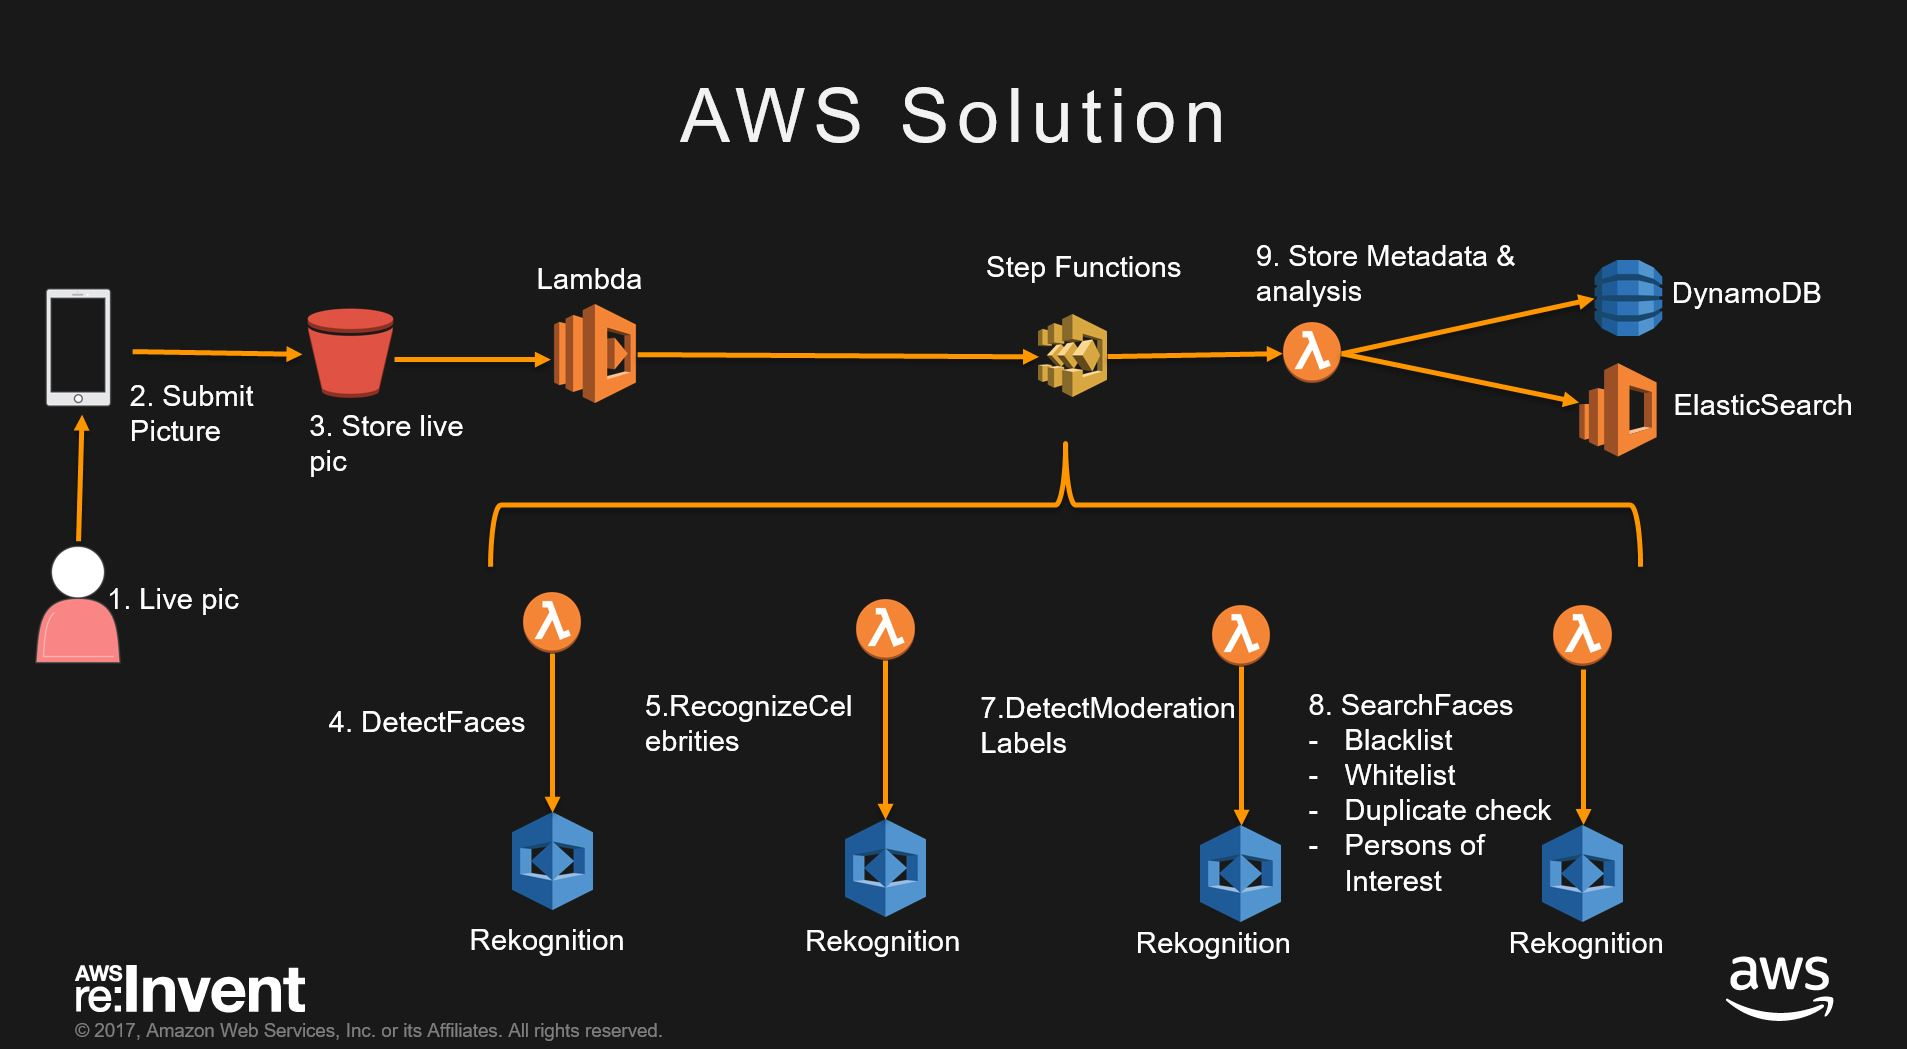 AWS Solution
Lambda
Step Functions
9. Store Metadata &
analysis
DynamoDB
ElasticSearch
2. Submit
Picture
3. Store live
pic
1. Live pic
λ
λ
λ
λ
λ
4. DetectFaces
5.RecognizeCel
ebrities
7.DetectModeration
Labels
8. SearchFaces
- Blacklist
- Whitelist
- Duplicate check
- Persons of
Interest
Rekognition
Rekognition
Rekognition
Rekognition
AWS
re:Invent
aws
© 2017, Amazon Web Services, Inc. or its Affiliates. All rights reserved.